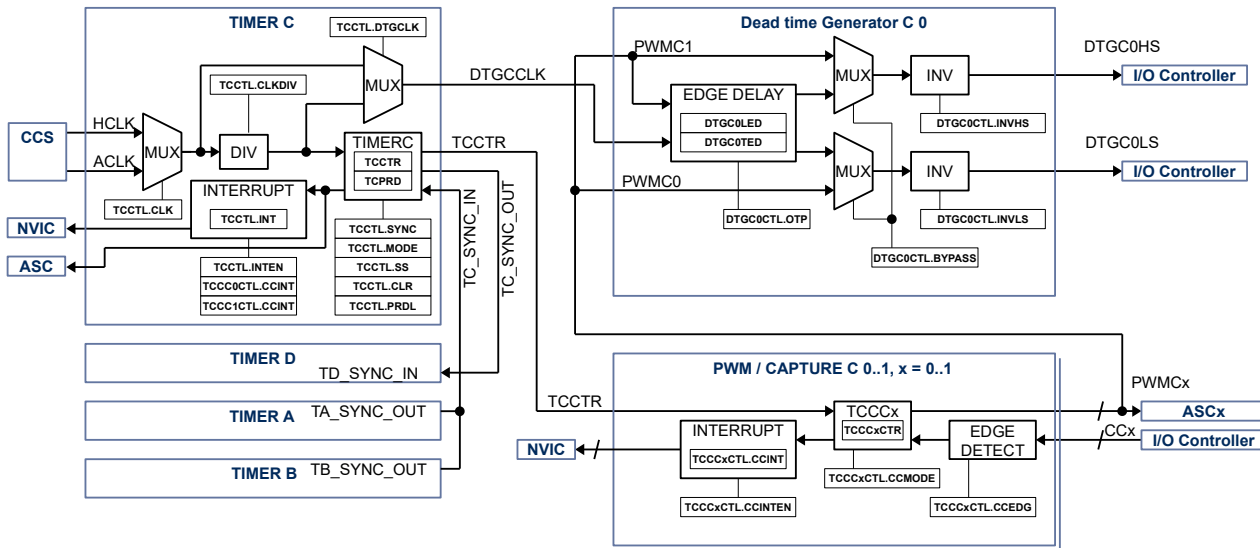 TIMER C
TCCTL.DTGCLK
TCCTL.CLKDIV
CCS
HCLK
ACLK
MUX
DIV
MUX
TIMERC
TCCTR
TCPRD
TCCTL.CLK
INTERRUPT
TCCTL.INT
NVIC
ASC
TCCTL.INTEN
TCCC0CTL.CCINT
TCCC1CTL.CCINT
TCCTL.SYNC
TCCTL.MODE
TCCTL.SS
TCCTL.CLR
TCCTL.PRDL
DTGCCLK
TCCTR
TC_SYNC_IN
TC_SYNC_OUT
TIMER D
TD_SYNC_IN
TIMER A
TA_SYNC_OUT
TIMER B
TB_SYNC_OUT
Dead time Generator C 0
PWMC1
EDGE DELAY
DTGC0LED
DTGC0TED
PWMC0
DTGC0CTL.OTP
MUX
MUX
INV
DTGC0CTL.INVHS
INV
DTGC0CTL.INVLS
DTGC0CTL.BYPASS
DTGC0HS
I/O Controller
DTGC0LS
I/O Controller
PWM / CAPTURE C 0..1, x = 0..1
TCCTR
TCCCx
TCCCxCTR
NVIC
INTERRUPT
TCCCxCTL.CCINT
TCCCxCTL.CCINTEN
TCCCxCTL.CCMODE
EDGE
DETECT
TCCCxCTL.CCEDG
PWMCx
ASCx
CCx
I/O Controller